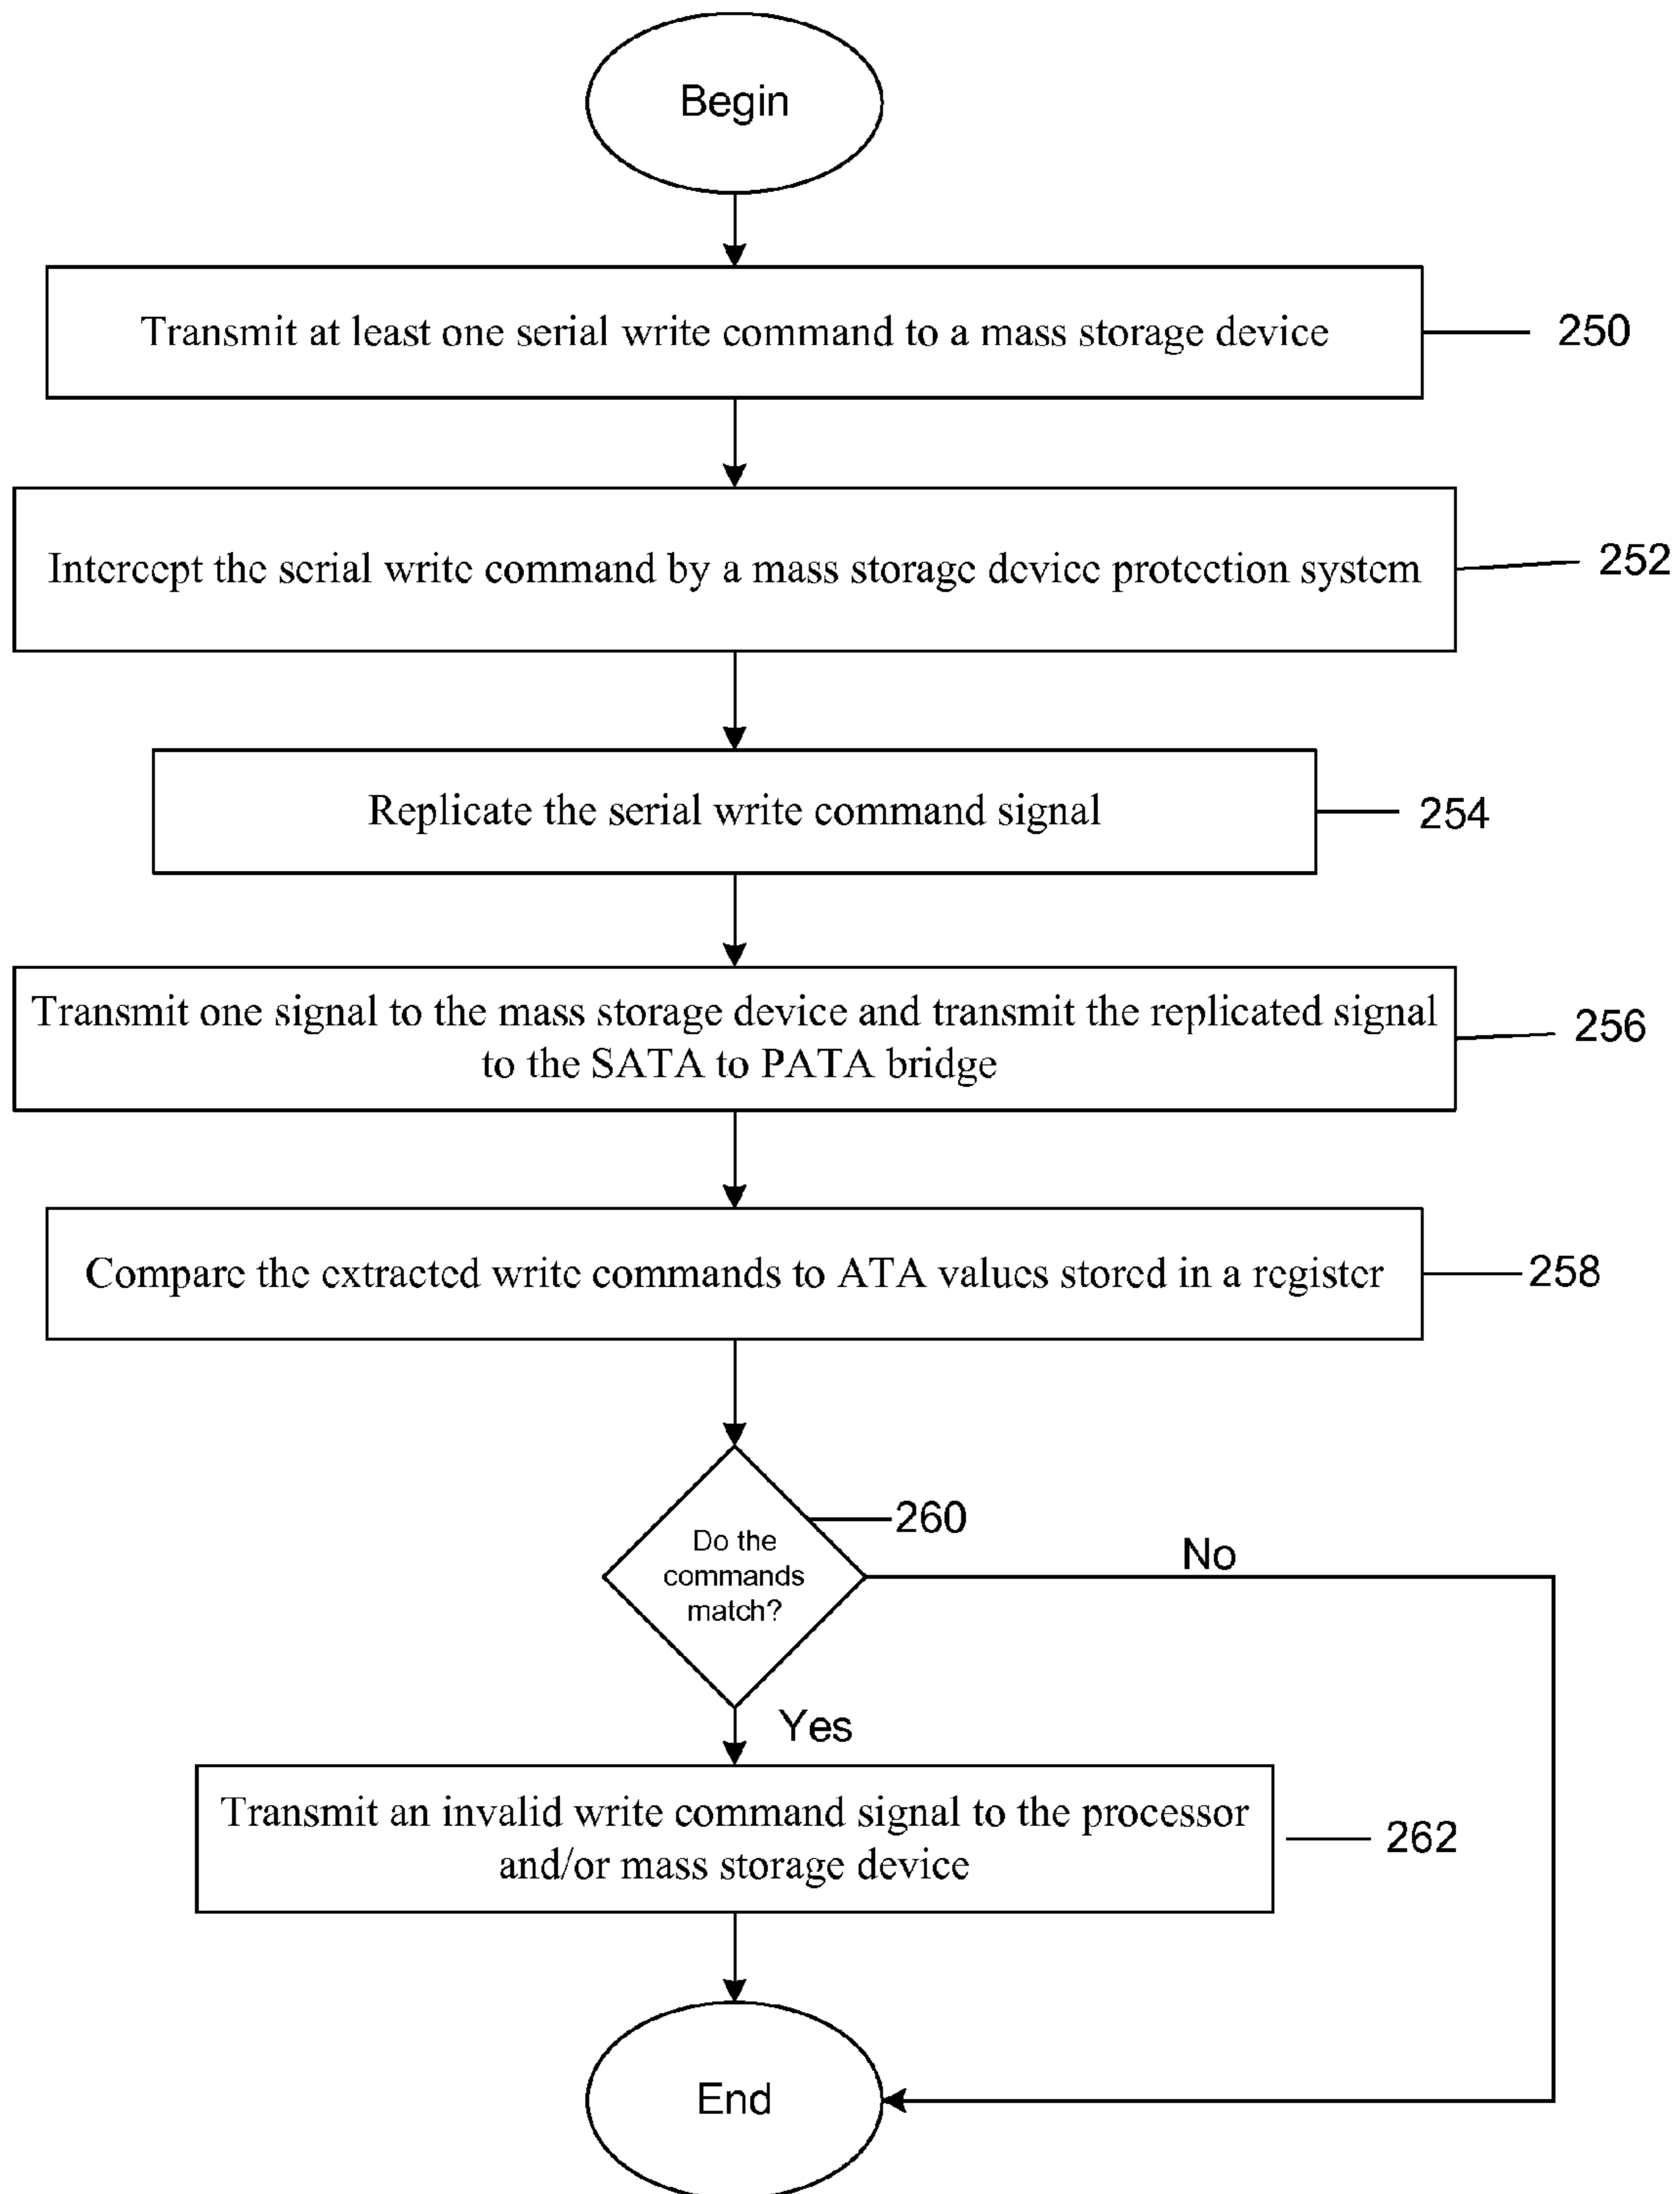 Begin
Transmit at least one serial write command to a mass storage device
250
Intercept the serial write command by a mass storage device protection system
252
Replicate the serial write command signal
254
Transmit one signal to the mass storage device and transmit the replicated signal
to the SATA to PATA bridge
256
Compare the extracted write commands to ATA values stored in a register
258
260
Do the
commands
match?
No
Yes
Transmit an invalid write command signal to the processor
and/or mass storage device
262
End